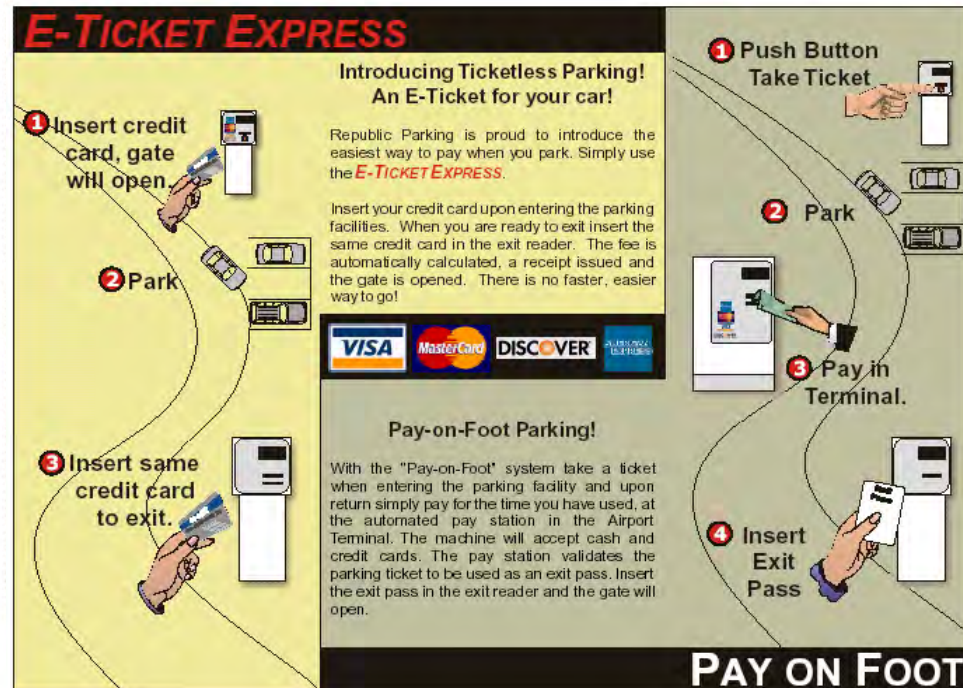 E-TICKET EXPRESS
1 Insert credit
card, gate
will open.
2 Park
3 Insert same
credit card
to exit.
Introducing Ticketless Parking!
An E-Ticket for your car!
Republic Parking is proud to introduce the
easiest way to pay when you park. Simply use
the E-TICKET EXPRESS.
Insert your credit card upon entering the parking
facilities. When you are ready to exit insert the
same credit card in the exit reader. The fee is
automatically calculated, a receipt issued and
the gate is opened. There is no faster, easier
way to go!
VISA
MasterCard
DISCOVER
AMERICAN
EXPRESS
Pay-on-Foot Parking!
With the "Pay-on-Foot" system take a ticket
when entering the parking facility and upon
return simply pay for the time you have used, at
the automated pay station in the Airport
Terminal. The machine will accept cash and
credit cards. The pay station validates the
parking ticket to be used as an exit pass. Insert
the exit pass in the exit reader and the gate will
open.
1 Push Button
Take Ticket
2 Park
3 Pay in
Terminal.
4 Insert
Exit
Pass
PAY ON FOOT